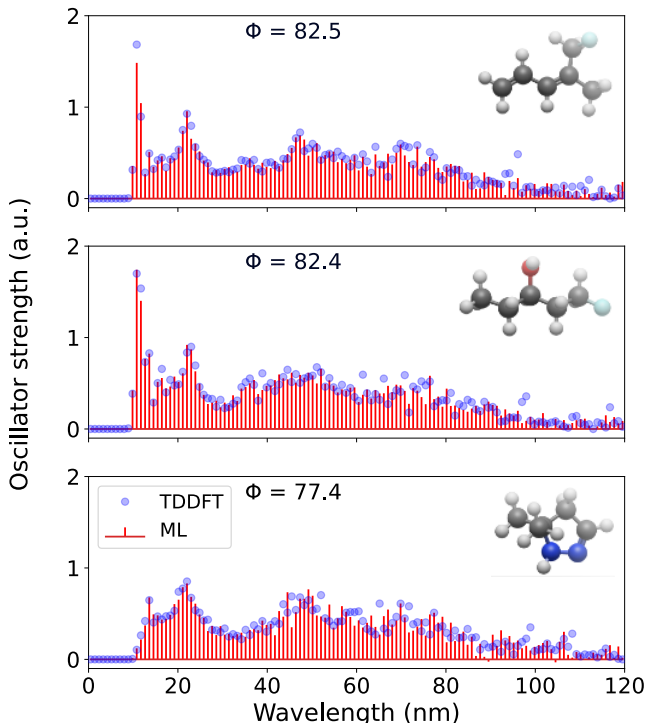 2
Φ = 82.5
1
0
2
Φ = 82.4
1
0
Oscillator strength (a.u.)
2
Φ = 77.4
TDDFT
ML
1
0
0 20 40 60 80 100 120
Wavelength (nm)